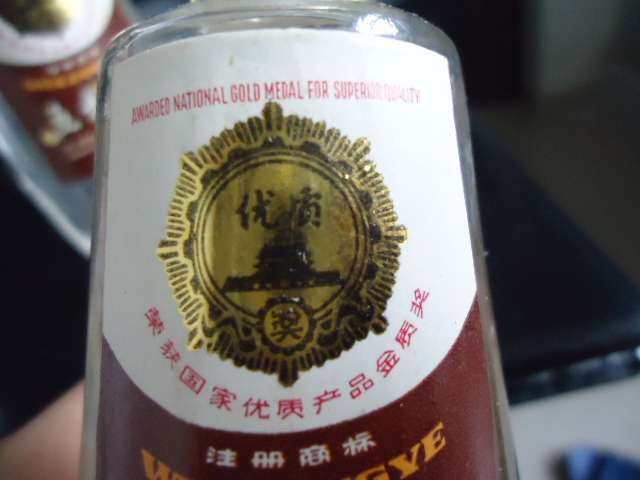 AWARDED NATIONAL GOLD MEDAL FOR SUPERIOR QUALITY
优质
奖
荣获国家优质产品金质奖
注册商标